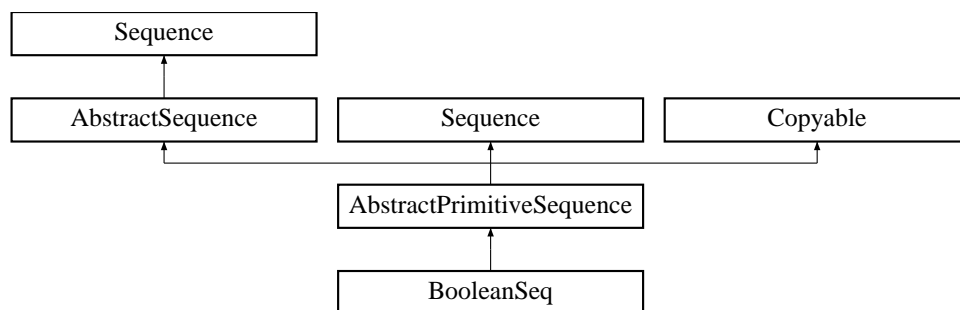 Sequence
AbstractSequence
Sequence
Copyable
AbstractPrimitiveSequence
BooleanSeq